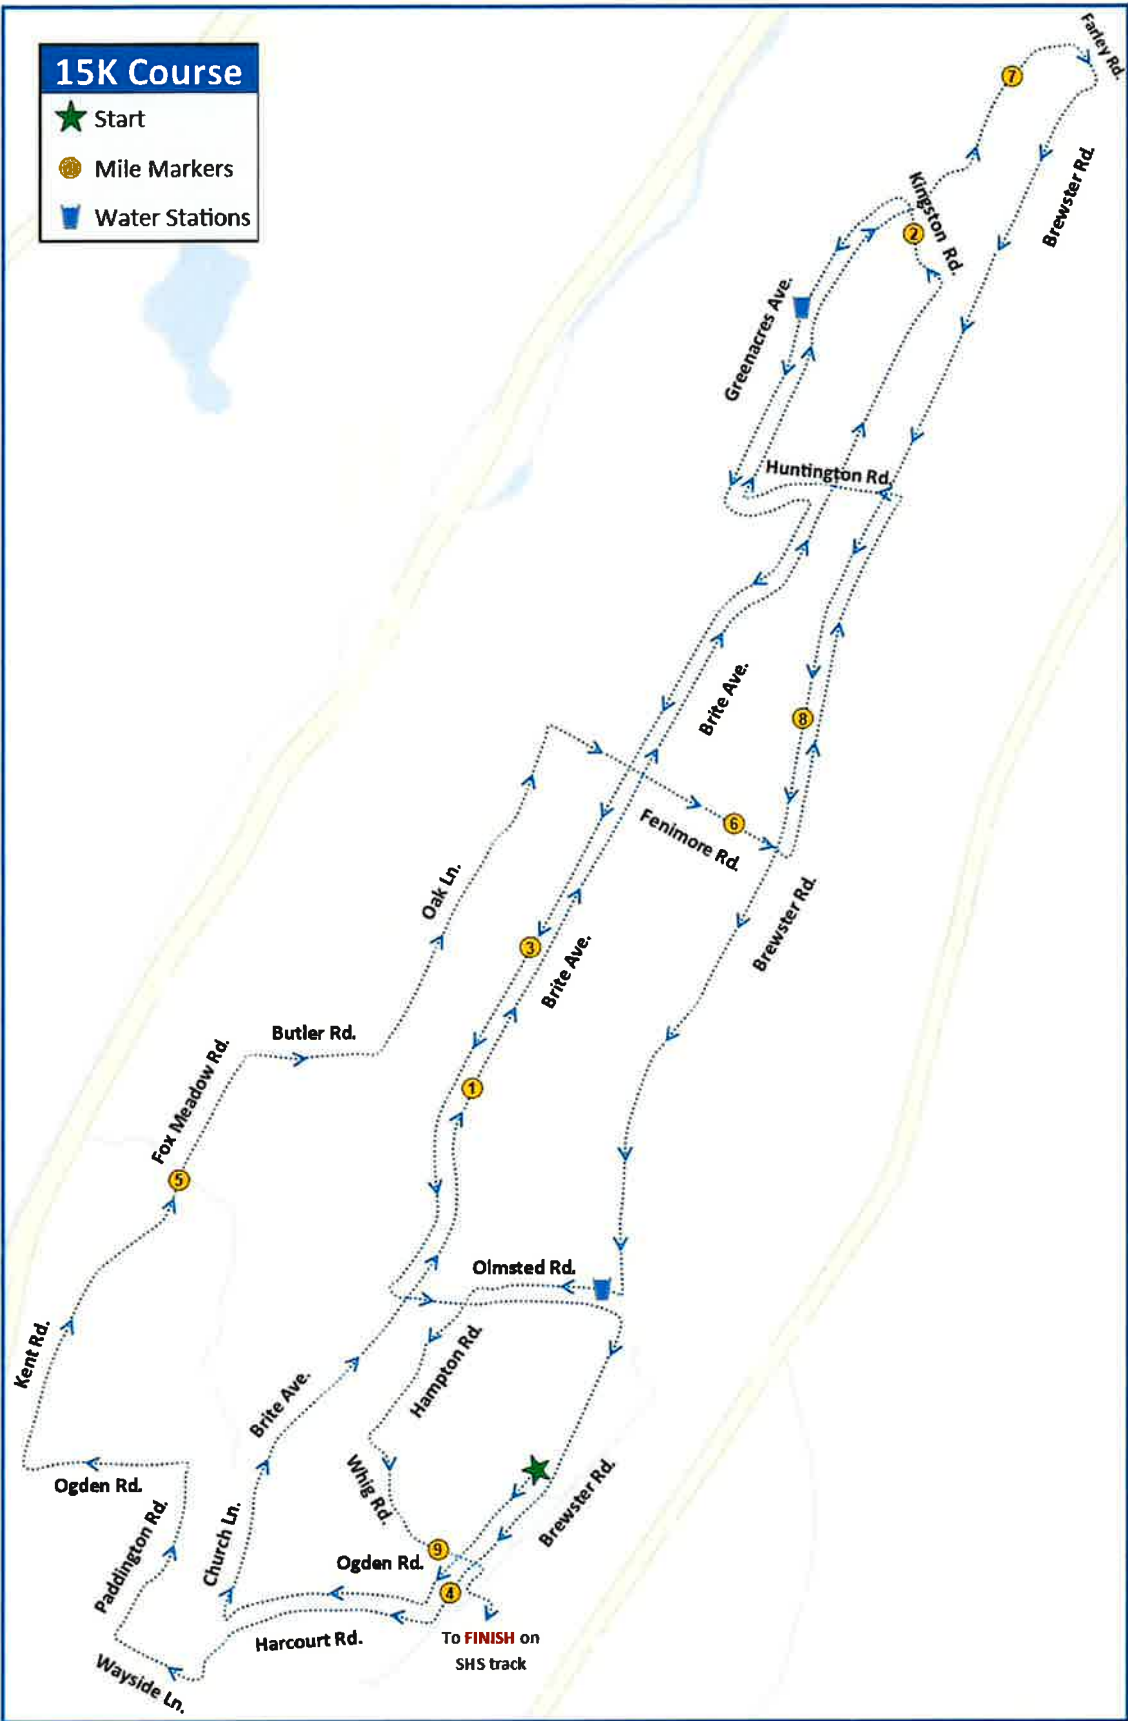 15K Course
Start
Mile Markers
Water Stations
Farley Rd.
7
Brewster Rd.
Kingston Rd.
2
Greenacres Ave.
Huntington Rd.
Brite Ave.
8
6
Fenimore Rd.
Oak Ln.
Brewster Rd.
3
Brite Ave.
Butler Rd.
Fox Meadow Rd.
1
5
Olmsted Rd.
Kent Rd.
Hampton Rd.
Brite Ave.
Ogden Rd.
Whig Rd.
Brewster Rd.
Paddington Rd.
Church Ln.
9
Ogden Rd.
4
Harcourt Rd.
To FINISH on
SHS track
Wayside Ln.